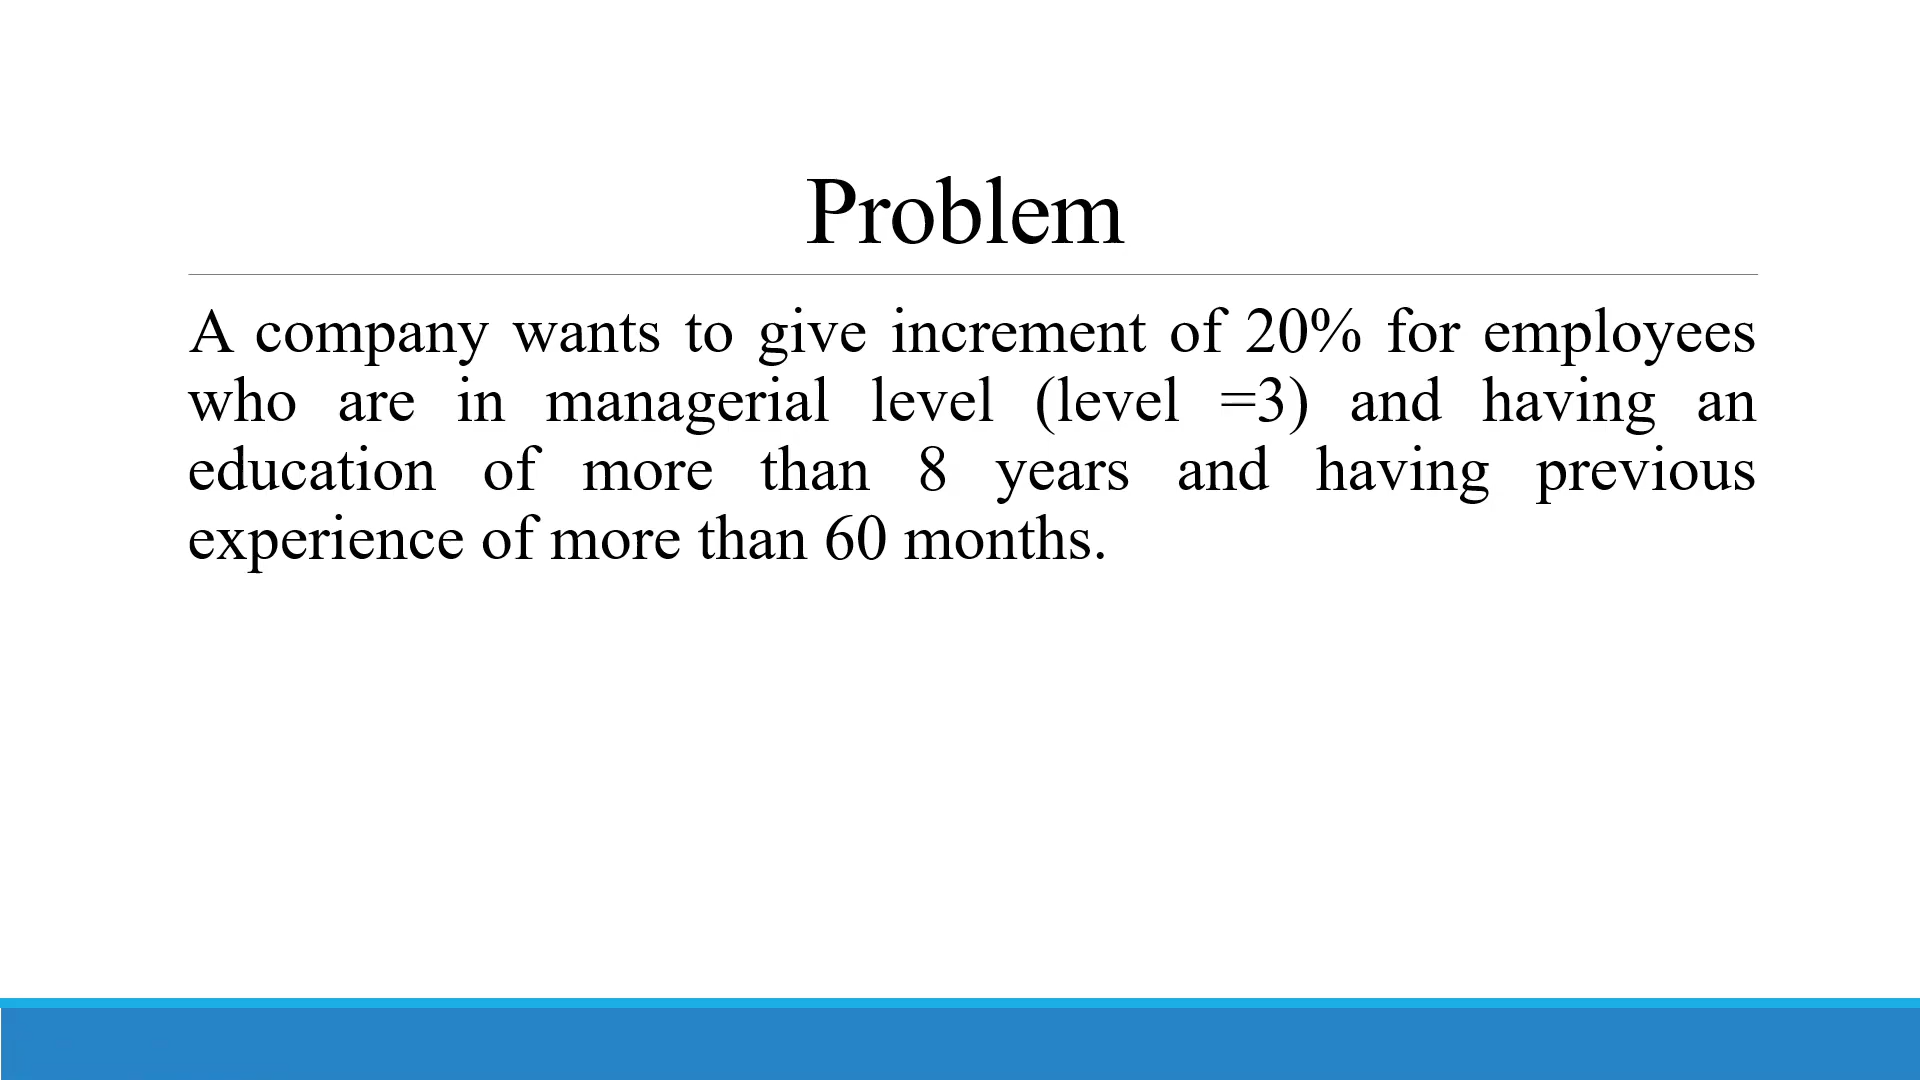 Problem
A company wants to give increment of 20% for employees
who are in managerial level (level =3) and having an
education of more than 8 years and having previous
experience of more than 60 months.